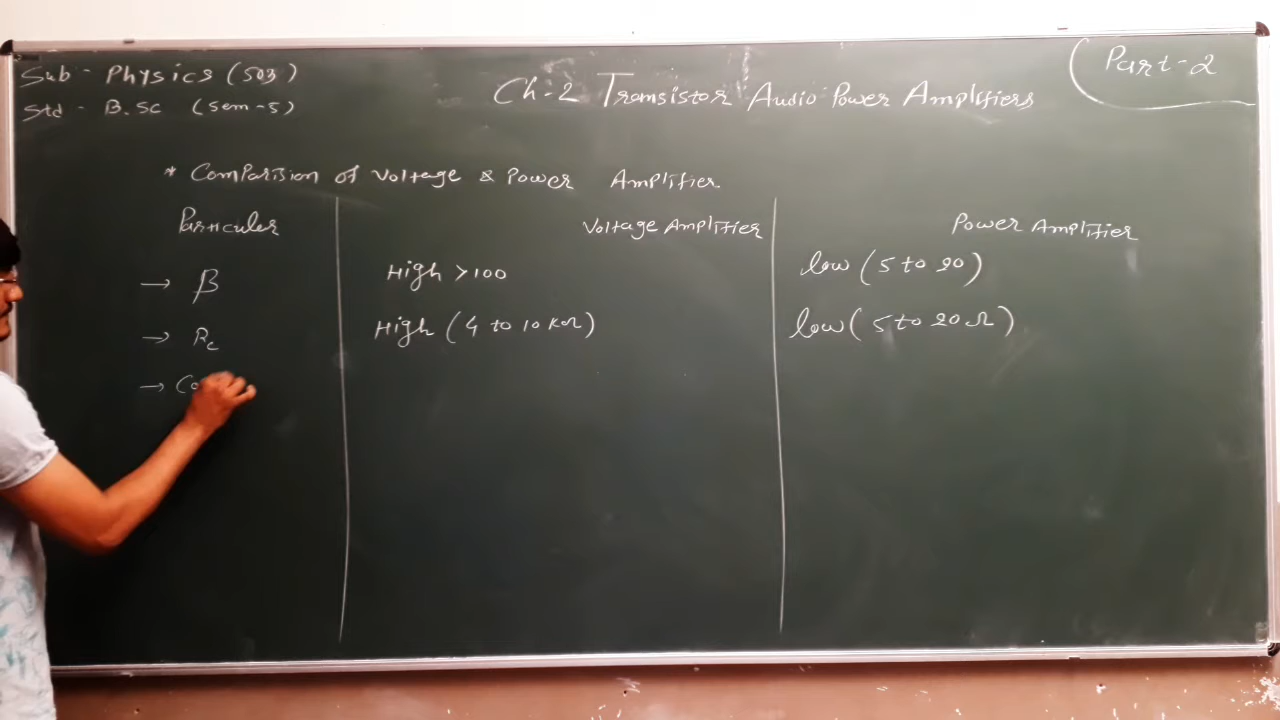 Sub - Physics (503)
Std - B.Sc (Sem-5)
Ch-2 Transistor Audio Power Amplifiers
Part-2
* Comparision of Voltage & Power Amplifier
Particular Voltage Amplifier Power Amplifier
→ β High >100 low (5 to 20)
→ Rc High (4 to 10 kΩ) low (5 to 20 Ω)
→ Co